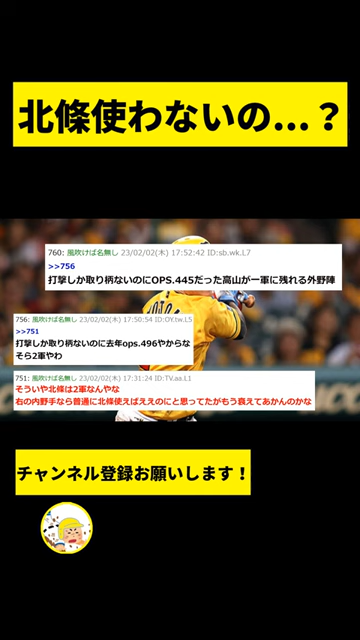 北條使わないの...？
760: 風吹けば名無し 23/02/02(木) 17:52:42 ID:sb.wk.L7
>>756
打撃しか取り柄ないのにOPS.445だった高山が一軍に残れる外野陣
756: 風吹けば名無し 23/02/02(木) 17:50:54 ID:OY.tw.L5
>>751
打撃しか取り柄ないのに去年ops.496やからな
そら2軍やわ
751: 風吹けば名無し 23/02/02(木) 17:31:24 ID:TV.aa.L1
そういや北條は2軍なんやな
右の内野手なら普通に北條使えばええのにと思ってたがもう衰えてあかんのかな
チャンネル登録お願いします！